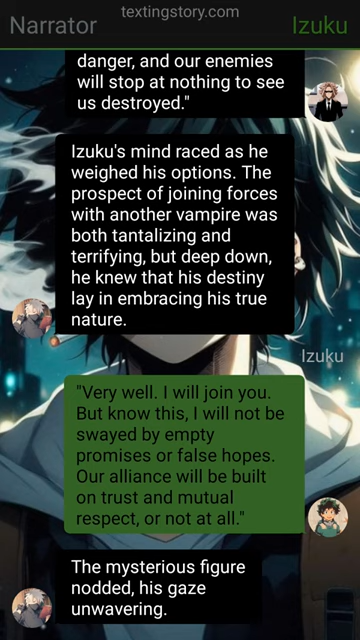 textingstory.com
Narrator
Izuku
danger, and our enemies
will stop at nothing to see
us destroyed."
Izuku's mind raced as he
weighed his options. The
prospect of joining forces
with another vampire was
both tantalizing and
terrifying, but deep down,
he knew that his destiny
lay in embracing his true
nature.
Izuku
"Very well. I will join you.
But know this, I will not be
swayed by empty
promises or false hopes.
Our alliance will be built
on trust and mutual
respect, or not at all."
The mysterious figure
nodded, his gaze
unwavering.